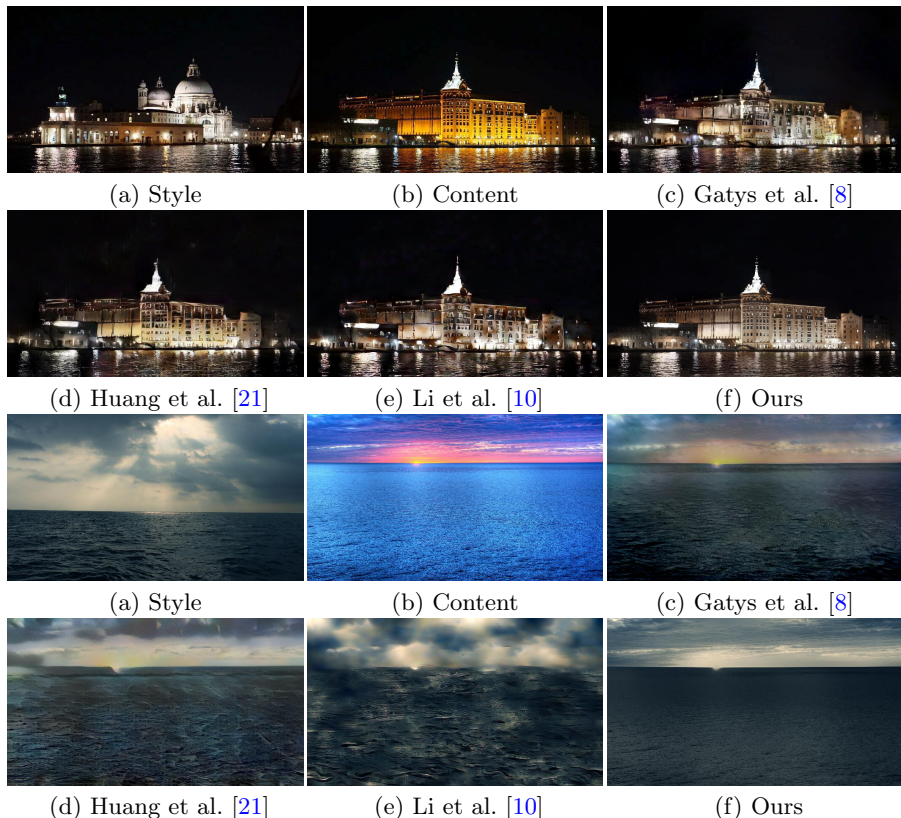 (a) Style (b) Content (c) Gatys et al. [8]
(d) Huang et al. [21] (e) Li et al. [10] (f) Ours
(a) Style (b) Content (c) Gatys et al. [8]
(d) Huang et al. [21] (e) Li et al. [10] (f) Ours